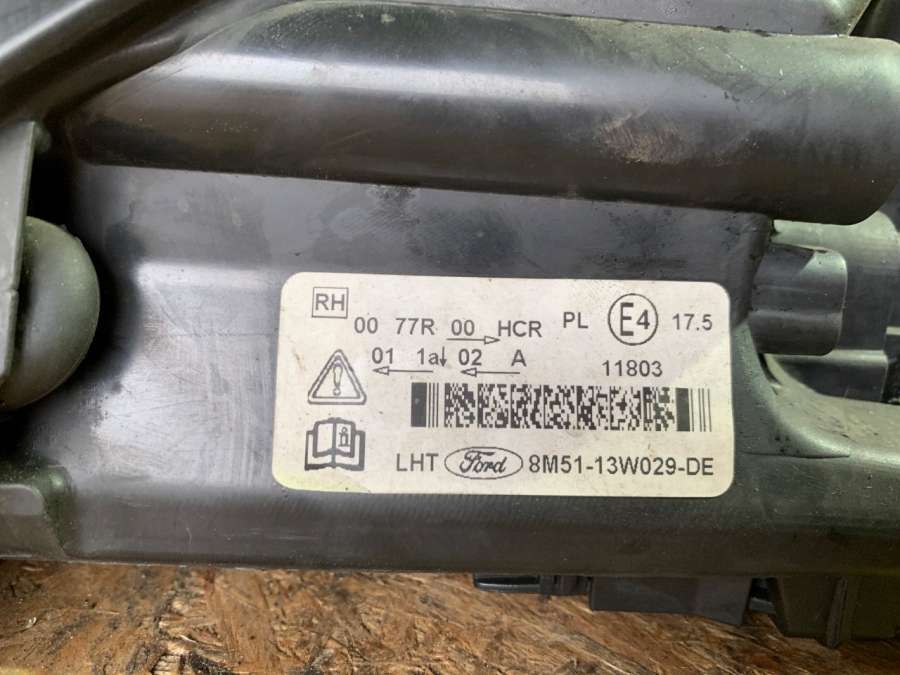 RH
00 77R 00 HCR PL E4 17.5
01 1a 02 A 11803
LHT Ford 8M51-13W029-DE